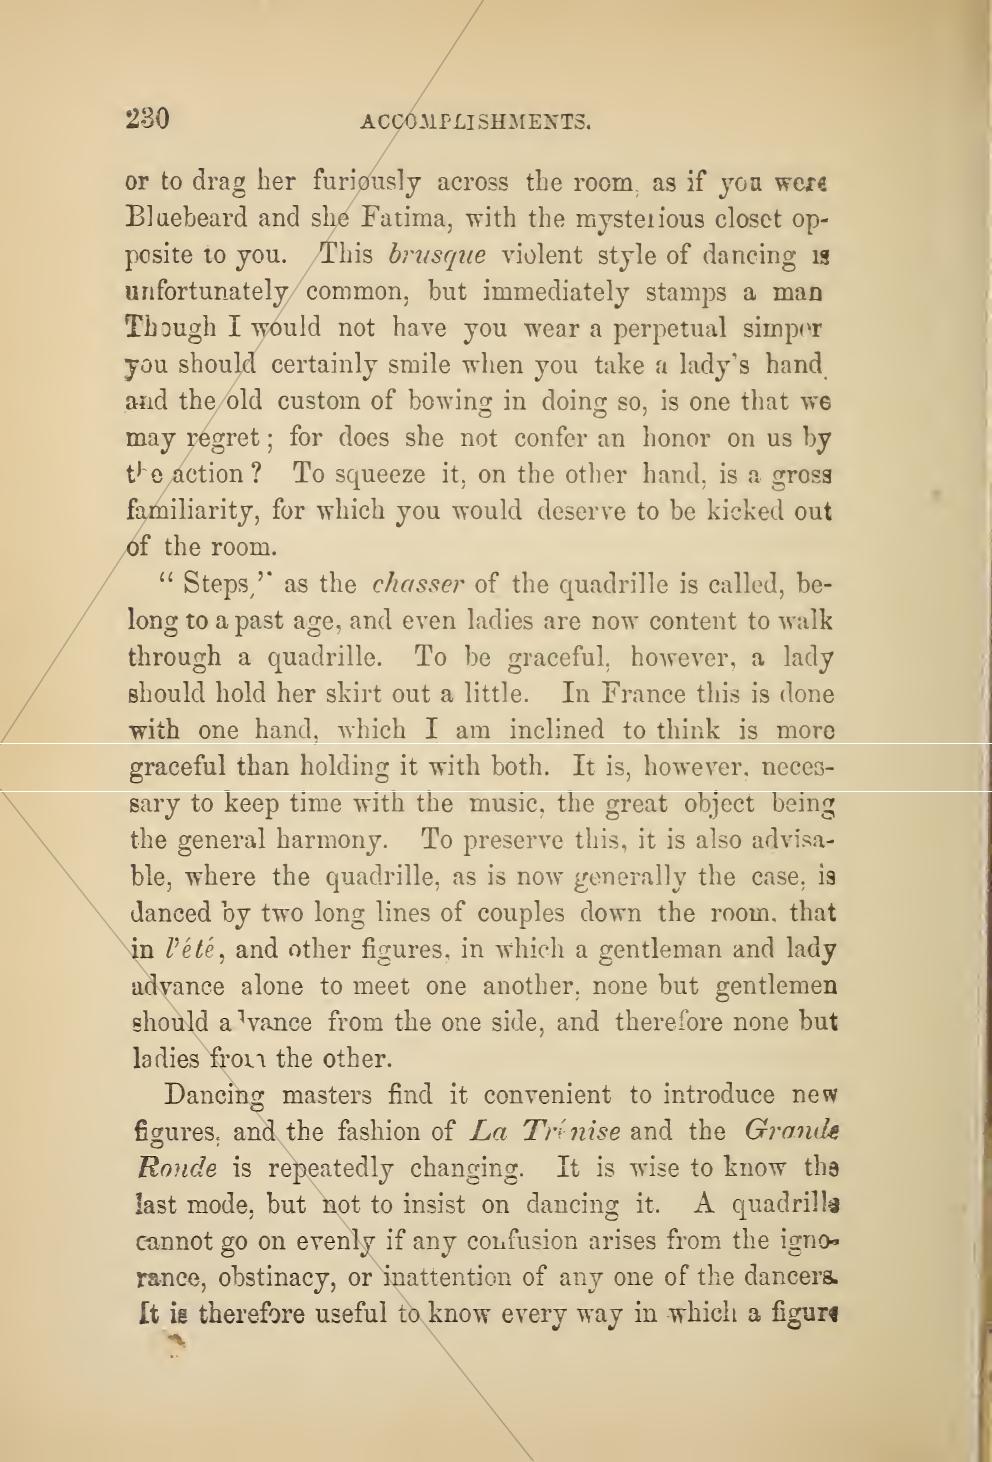 230
ACCOMPLISHMENTS.
or to drag her furiously across the room, as if you were
Bluebeard and she Fatima, with the mysterious closet op-
posite to you. This brusque violent style of dancing is
unfortunately common, but immediately stamps a man
Though I would not have you wear a perpetual simper
you should certainly smile when you take a lady's hand,
and the old custom of bowing in doing so, is one that we
may regret; for does she not confer an honor on us by
the action? To squeeze it, on the other hand, is a gross
familiarity, for which you would deserve to be kicked out
of the room.
" Steps," as the chasser of the quadrille is called, be-
long to a past age, and even ladies are now content to walk
through a quadrille. To be graceful, however, a lady
should hold her skirt out a little. In France this is done
with one hand, which I am inclined to think is more
graceful than holding it with both. It is, however, neces-
sary to keep time with the music, the great object being
the general harmony. To preserve this, it is also advisa-
ble, where the quadrille, as is now generally the case, is
danced by two long lines of couples down the room, that
in l'été, and other figures, in which a gentleman and lady
advance alone to meet one another, none but gentlemen
should advance from the one side, and therefore none but
ladies from the other.
Dancing masters find it convenient to introduce new
figures, and the fashion of La Trénise and the Grande
Ronde is repeatedly changing. It is wise to know the
last mode, but not to insist on dancing it. A quadrille
cannot go on evenly if any confusion arises from the igno-
rance, obstinacy, or inattention of any one of the dancers.
It is therefore useful to know every way in which a figure